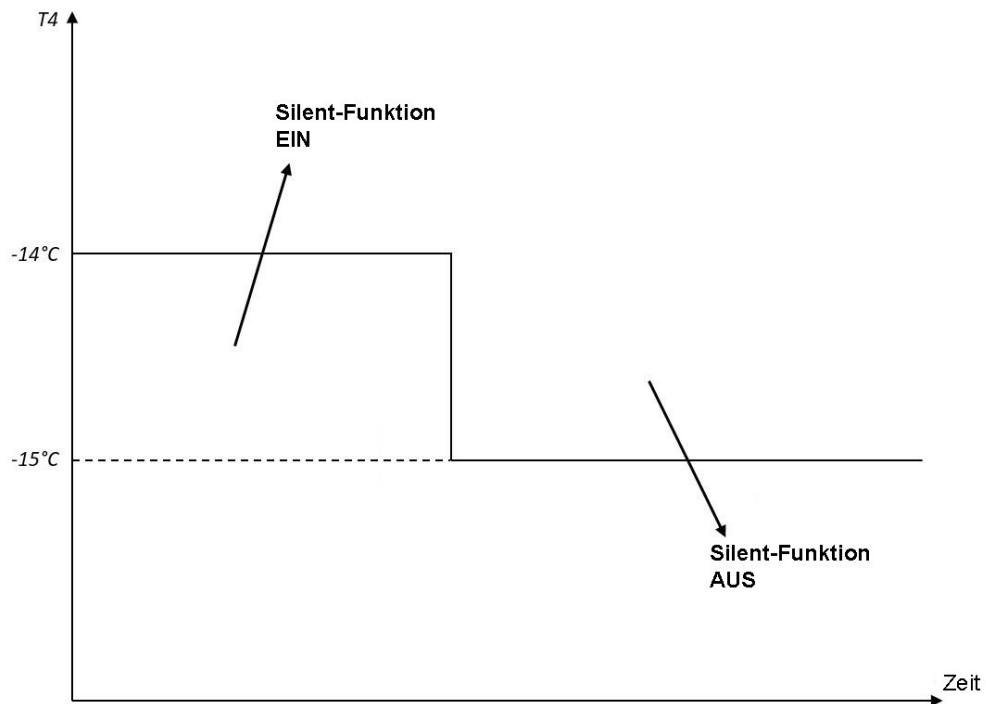 T4
Silent-Funktion
EIN
-14°C
-15°C
Silent-Funktion
AUS
Zeit